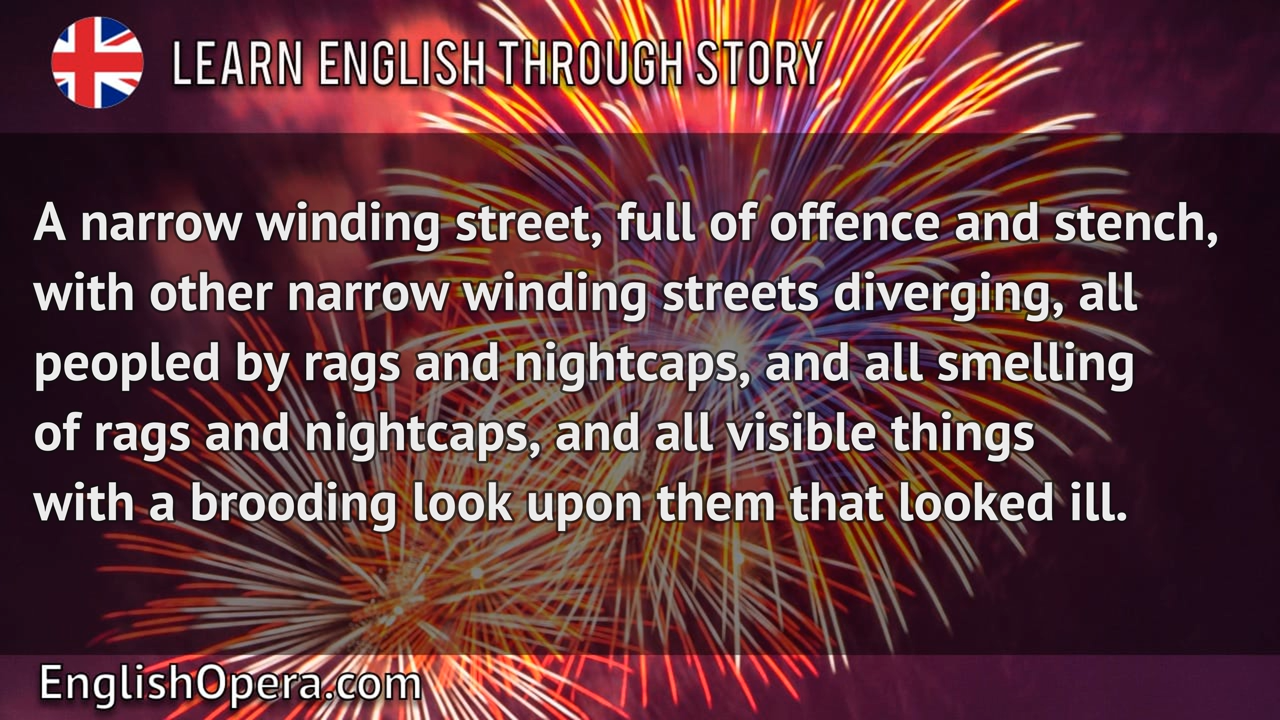 LEARN ENGLISH THROUGH STORY
A narrow winding street, full of offence and stench,
with other narrow winding streets diverging, all
peopled by rags and nightcaps, and all smelling
of rags and nightcaps, and all visible things
with a brooding look upon them that looked ill.
EnglishOpera.com